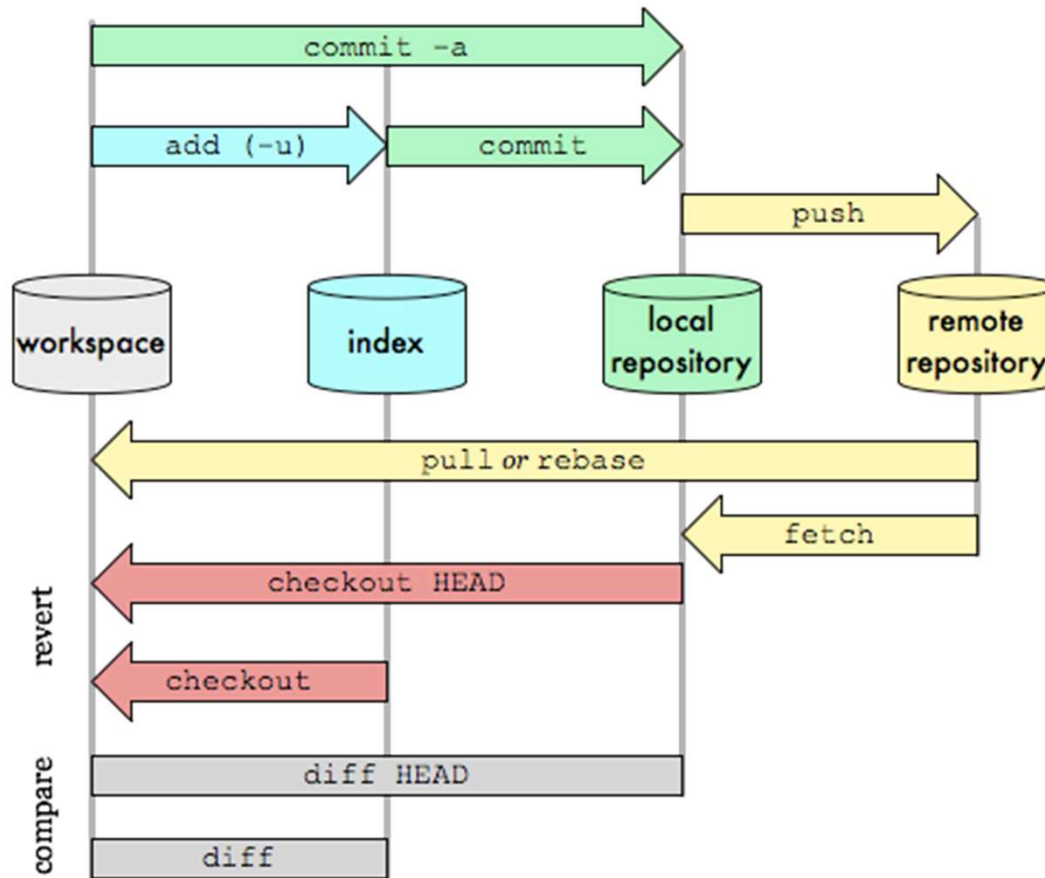 commit -a
add (-u)
commit
push
workspace
index
local
repository
remote
repository
pull or rebase
fetch
revert
checkout HEAD
checkout
compare
diff HEAD
diff